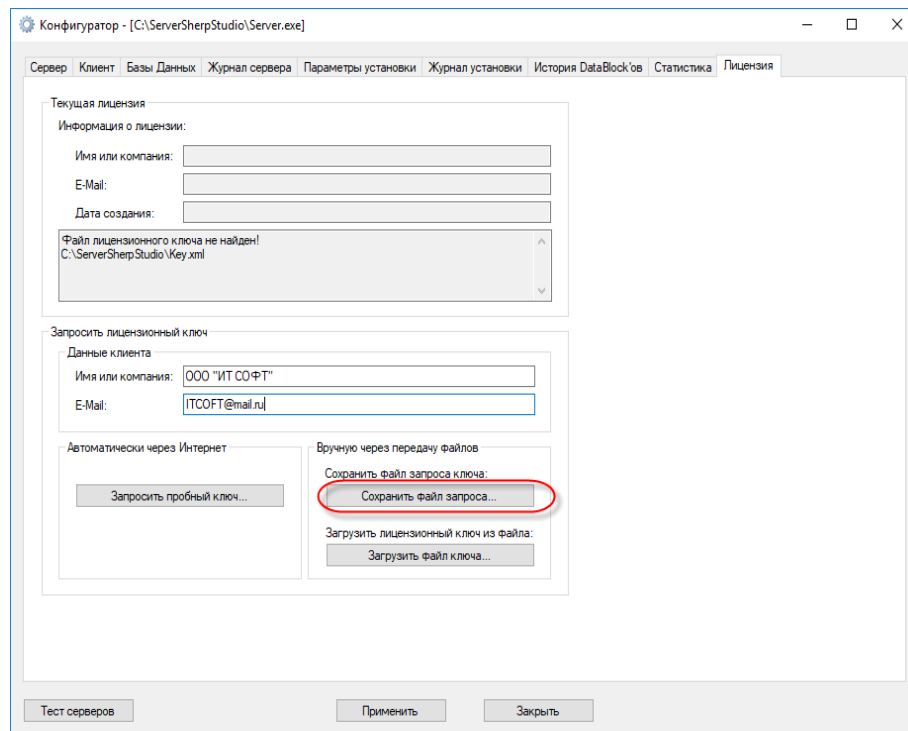 Конфигуратор - [C:\ServerSherpStudio\Server.exe]
Сервер Клиент Базы Данных Журнал сервера Параметры установки Журнал установки История DataBlock'ов Статистика Лицензия
Текущая лицензия
Информация о лицензии:
Имя или компания:
E-Mail:
Дата создания:
Файл лицензионного ключа не найден!
C:\ServerSherpStudio\Key.xml
Запросить лицензионный ключ
Данные клиента
Имя или компания: ООО "ИТ СОФТ"
E-Mail: ITCOFT@mail.ru
Автоматически через Интернет
Запросить пробный ключ...
Вручную через передачу файлов
Сохранить файл запроса ключа:
Сохранить файл запроса...
Загрузить лицензионный ключ из файла:
Загрузить файл ключа...
Тест серверов Применить Закрыть